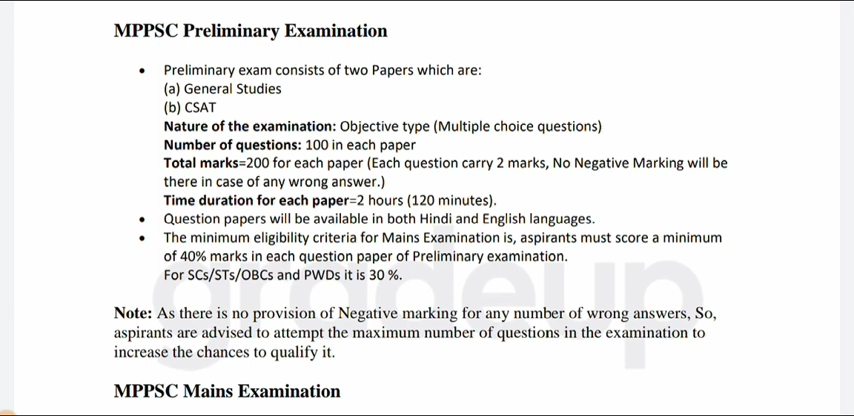 MPPSC Preliminary Examination
• Preliminary exam consists of two Papers which are:
(a) General Studies
(b) CSAT
Nature of the examination: Objective type (Multiple choice questions)
Number of questions: 100 in each paper
Total marks=200 for each paper (Each question carry 2 marks, No Negative Marking will be
there in case of any wrong answer.)
Time duration for each paper=2 hours (120 minutes).
• Question papers will be available in both Hindi and English languages.
• The minimum eligibility criteria for Mains Examination is, aspirants must score a minimum
of 40% marks in each question paper of Preliminary examination.
For SCs/STs/OBCs and PWDs it is 30 %.
gradeup
Note: As there is no provision of Negative marking for any number of wrong answers, So,
aspirants are advised to attempt the maximum number of questions in the examination to
increase the chances to qualify it.
MPPSC Mains Examination